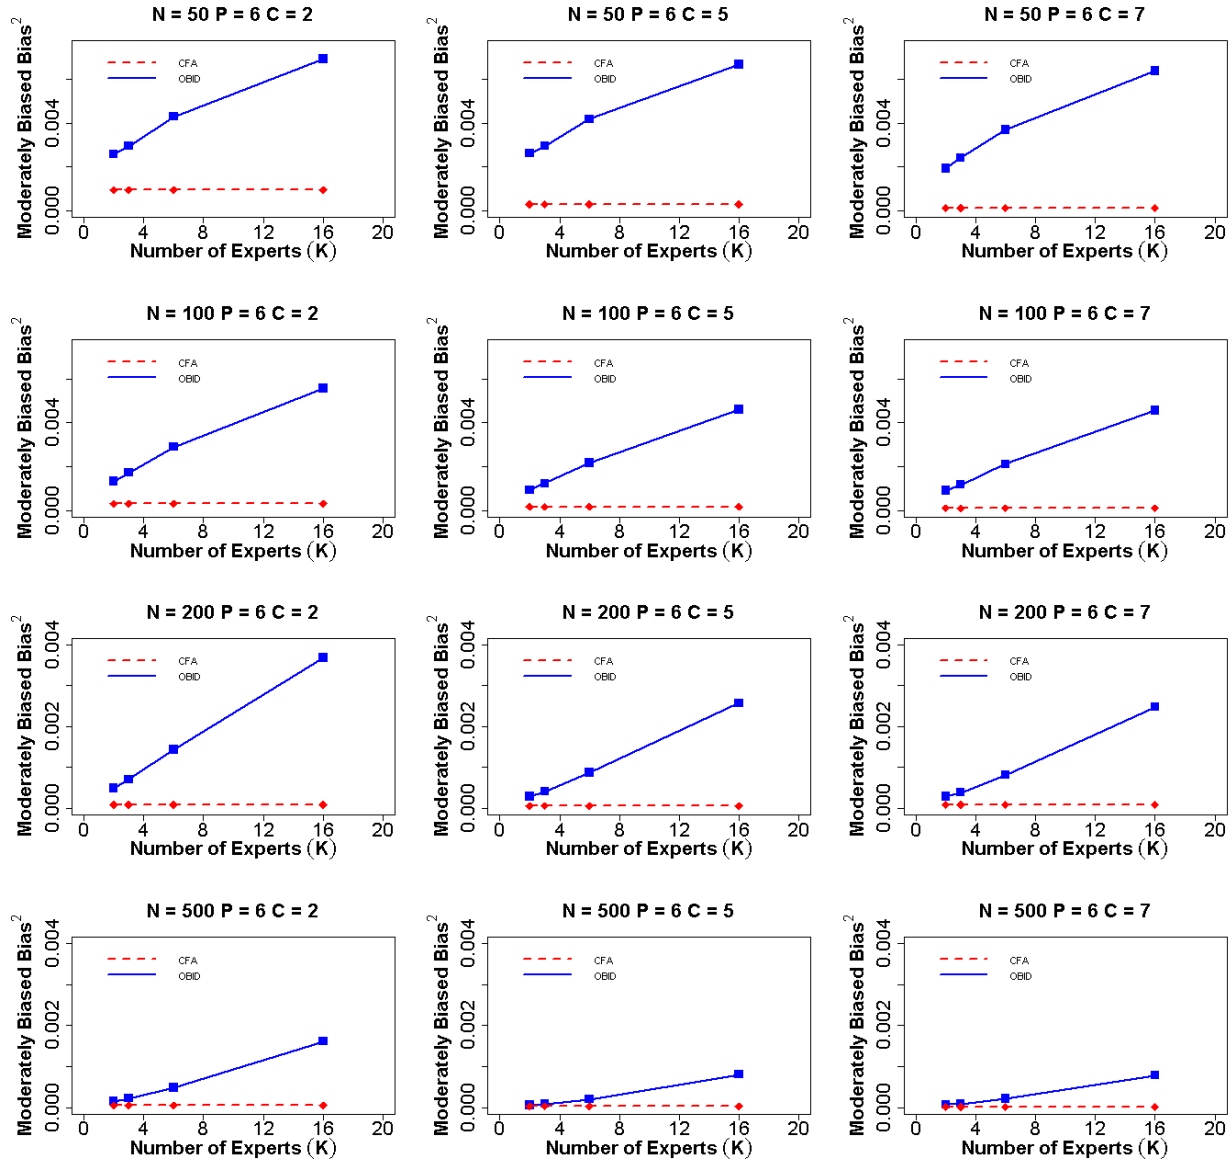 N = 50 P = 6 C = 2
Moderately Biased Bias²
0.000 0.004
CFA
OBID
0 4 8 12 16 20
Number of Experts (K)
N = 50 P = 6 C = 5
Moderately Biased Bias²
0.000 0.004
CFA
OBID
0 4 8 12 16 20
Number of Experts (K)
N = 50 P = 6 C = 7
Moderately Biased Bias²
0.000 0.004
CFA
OBID
0 4 8 12 16 20
Number of Experts (K)
N = 100 P = 6 C = 2
Moderately Biased Bias²
0.000 0.004
CFA
OBID
0 4 8 12 16 20
Number of Experts (K)
N = 100 P = 6 C = 5
Moderately Biased Bias²
0.000 0.004
CFA
OBID
0 4 8 12 16 20
Number of Experts (K)
N = 100 P = 6 C = 7
Moderately Biased Bias²
0.000 0.004
CFA
OBID
0 4 8 12 16 20
Number of Experts (K)
N = 200 P = 6 C = 2
Moderately Biased Bias²
0.000 0.002 0.004
CFA
OBID
0 4 8 12 16 20
Number of Experts (K)
N = 200 P = 6 C = 5
Moderately Biased Bias²
0.000 0.002 0.004
CFA
OBID
0 4 8 12 16 20
Number of Experts (K)
N = 200 P = 6 C = 7
Moderately Biased Bias²
0.000 0.002 0.004
CFA
OBID
0 4 8 12 16 20
Number of Experts (K)
N = 500 P = 6 C = 2
Moderately Biased Bias²
0.000 0.002 0.004
CFA
OBID
0 4 8 12 16 20
Number of Experts (K)
N = 500 P = 6 C = 5
Moderately Biased Bias²
0.000 0.002 0.004
CFA
OBID
0 4 8 12 16 20
Number of Experts (K)
N = 500 P = 6 C = 7
Moderately Biased Bias²
0.000 0.002 0.004
CFA
OBID
0 4 8 12 16 20
Number of Experts (K)